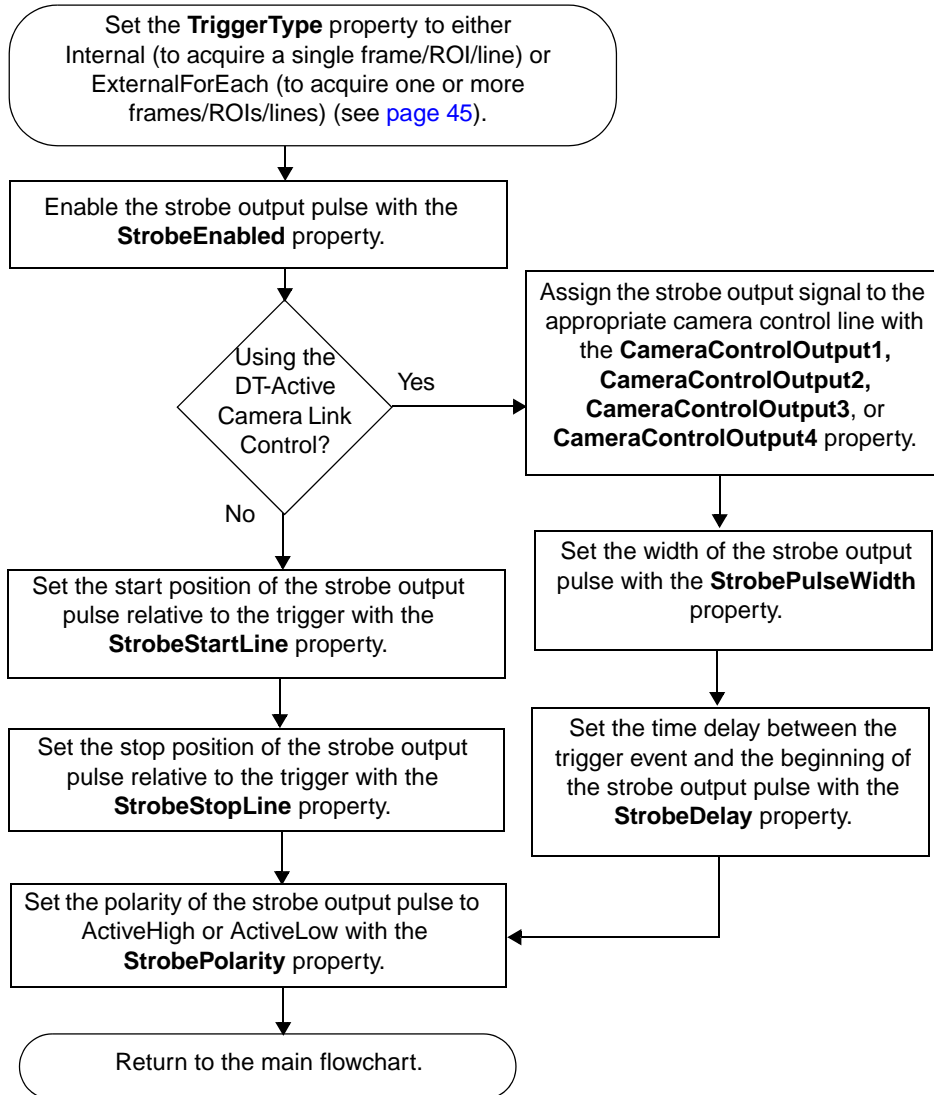 Set the TriggerType property to either
Internal (to acquire a single frame/ROI/line) or
ExternalForEach (to acquire one or more
frames/ROIs/lines) (see page 45).
Enable the strobe output pulse with the
StrobeEnabled property.
Using the
DT-Active
Camera Link
Control?
Yes
No
Assign the strobe output signal to the
appropriate camera control line with
the CameraControlOutput1,
CameraControlOutput2,
CameraControlOutput3, or
CameraControlOutput4 property.
Set the width of the strobe output
pulse with the StrobePulseWidth
property.
Set the time delay between the
trigger event and the beginning of
the strobe output pulse with the
StrobeDelay property.
Set the start position of the strobe output
pulse relative to the trigger with the
StrobeStartLine property.
Set the stop position of the strobe output
pulse relative to the trigger with the
StrobeStopLine property.
Set the polarity of the strobe output pulse to
ActiveHigh or ActiveLow with the
StrobePolarity property.
Return to the main flowchart.